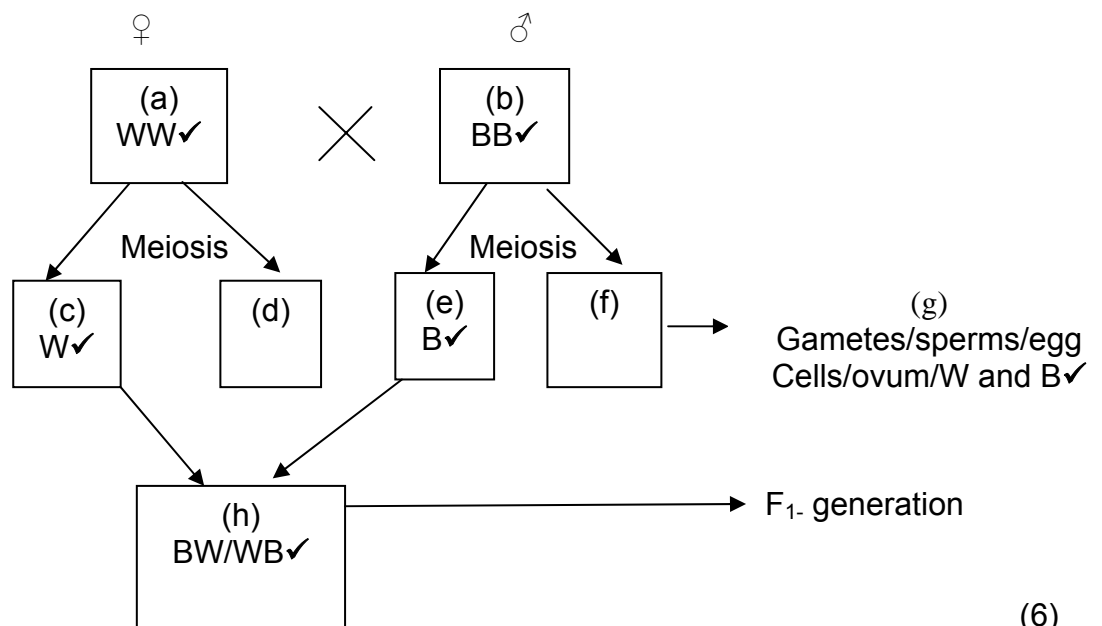 ♀ ♂
(a) (b)
WW✓ BB✓
Meiosis Meiosis
(c) (d) (e) (f) (g)
W✓ B✓ Gametes/sperms/egg
Cells/ovum/W and B✓
(h) F₁₋ generation
BW/WB✓
(6)